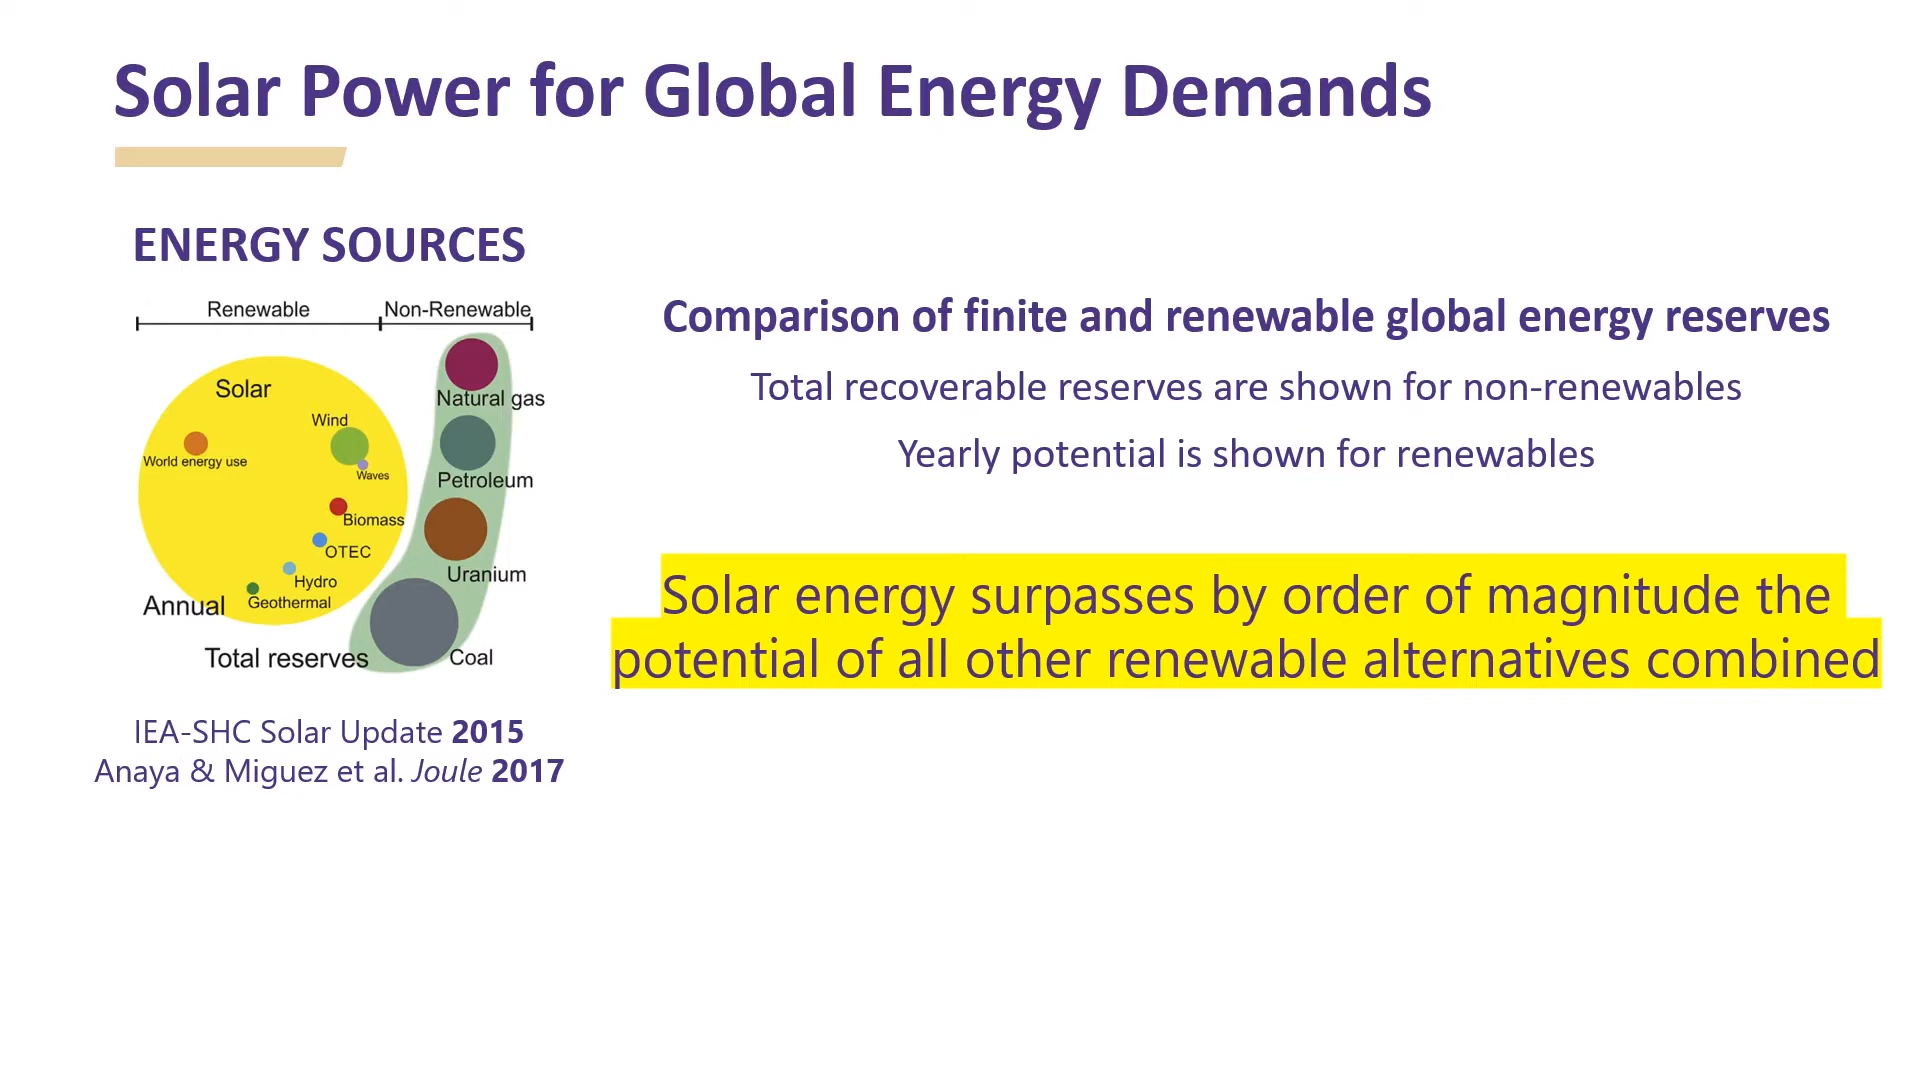 Solar Power for Global Energy Demands
ENERGY SOURCES
Renewable
Non-Renewable
Solar
Wind
World energy use
Waves
Biomass
OTEC
Hydro
Geothermal
Annual
Natural gas
Petroleum
Uranium
Coal
Total reserves
IEA-SHC Solar Update 2015
Anaya & Miguez et al. Joule 2017
Comparison of finite and renewable global energy reserves
Total recoverable reserves are shown for non-renewables
Yearly potential is shown for renewables
Solar energy surpasses by order of magnitude the
potential of all other renewable alternatives combined